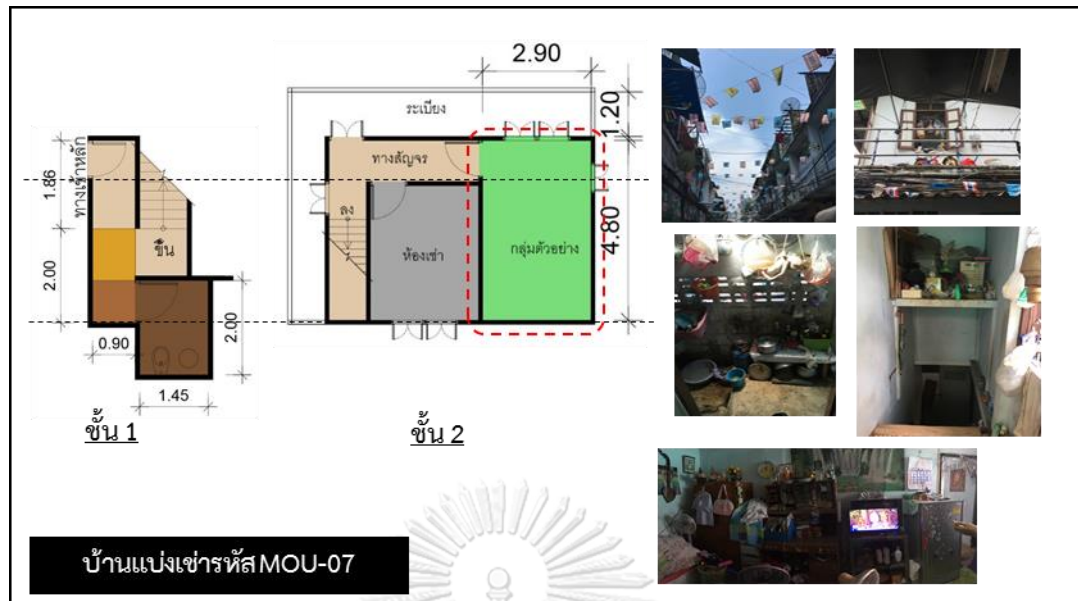 2.90
1.20
ระเบียง
ทางเข้าหลัก
1.86
ทางสัญจร
ลง
ขึ้น
ห้องเช่า
กลุ่มตัวอย่าง
4.80
2.00
2.00
0.90
1.45
ชั้น 1
ชั้น 2
บ้านแบ่งเช่ารหัสMOU-07